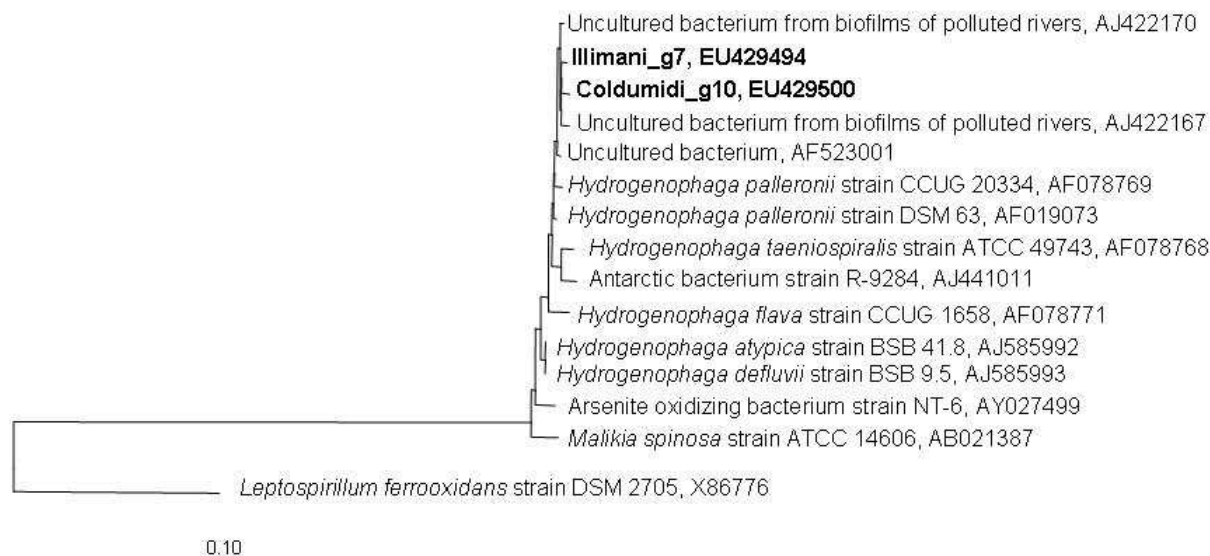 Uncultured bacterium from biofilms of polluted rivers, AJ422170
Illimani_g7, EU429494
Coldumidi_g10, EU429500
Uncultured bacterium from biofilms of polluted rivers, AJ422167
Uncultured bacterium, AF523001
Hydrogenophaga palleronii strain CCUG 20334, AF078769
Hydrogenophaga palleronii strain DSM 63, AF019073
Hydrogenophaga taeniospiralis strain ATCC 49743, AF078768
Antarctic bacterium strain R-9284, AJ441011
Hydrogenophaga flava strain CCUG 1658, AF078771
Hydrogenophaga atypica strain BSB 41.8, AJ585992
Hydrogenophaga defluvii strain BSB 9.5, AJ585993
Arsenite oxidizing bacterium strain NT-6, AY027499
Malikia spinosa strain ATCC 14606, AB021387
Leptospirillum ferrooxidans strain DSM 2705, X86776
0.10